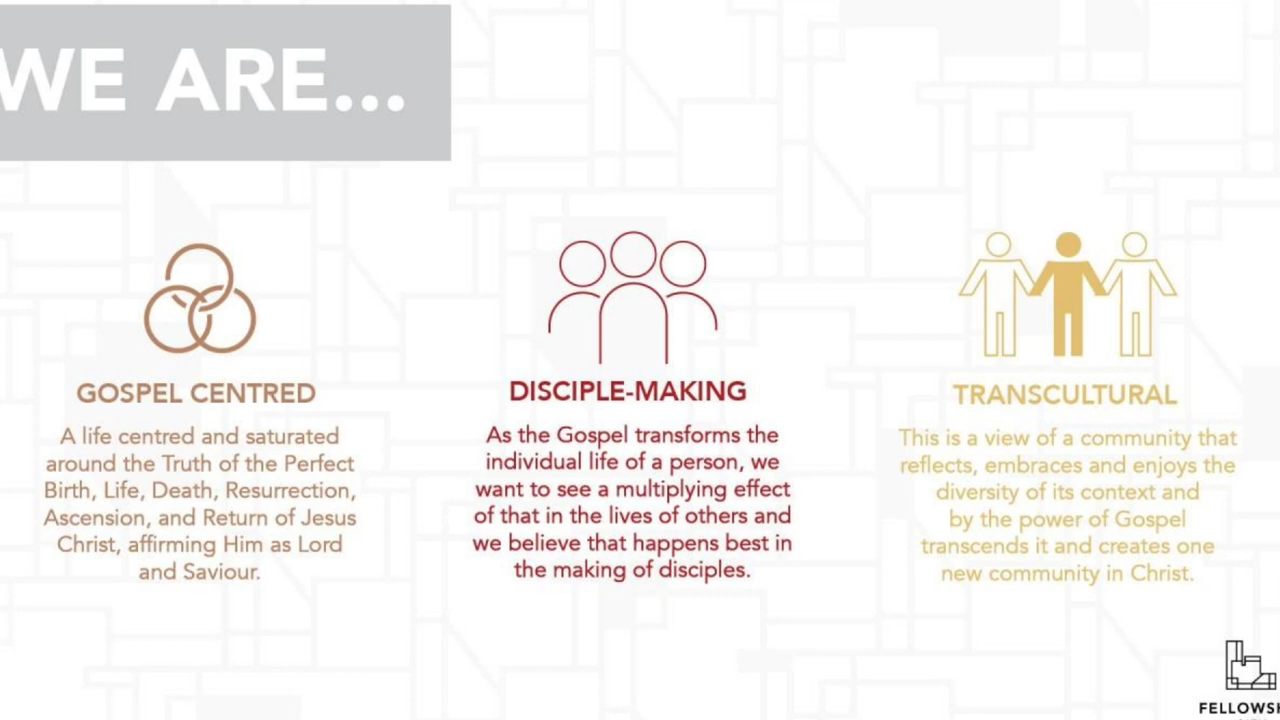 WE ARE...
GOSPEL CENTRED
A life centred and saturated
around the Truth of the Perfect
Birth, Life, Death, Resurrection,
Ascension, and Return of Jesus
Christ, affirming Him as Lord
and Saviour.
DISCIPLE-MAKING
As the Gospel transforms the
individual life of a person, we
want to see a multiplying effect
of that in the lives of others and
we believe that happens best in
the making of disciples.
TRANSCULTURAL
This is a view of a community that
reflects, embraces and enjoys the
diversity of its context and
by the power of Gospel
transcends it and creates one
new community in Christ.